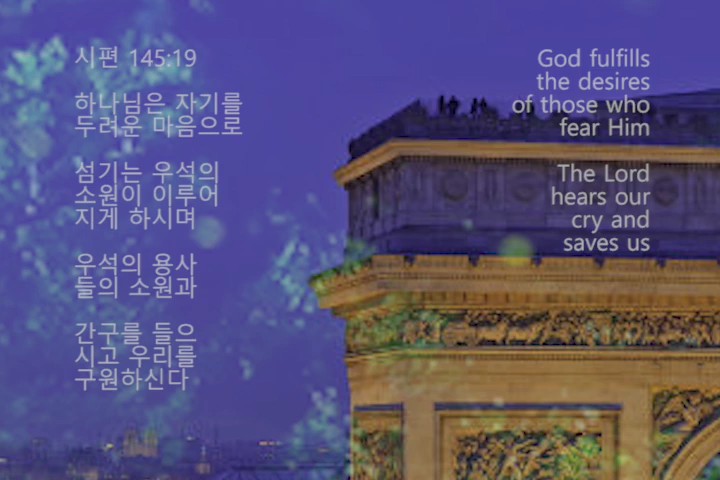 시편 145:19
하나님은 자기를
두려운 마음으로
섬기는 우석의
소원이 이루어
지게 하시며
우석의 용사
들의 소원과
간구를 들으
시고 우리를
구원하신다
God fulfills
the desires
of those who
fear Him
The Lord
hears our
cry and
saves us